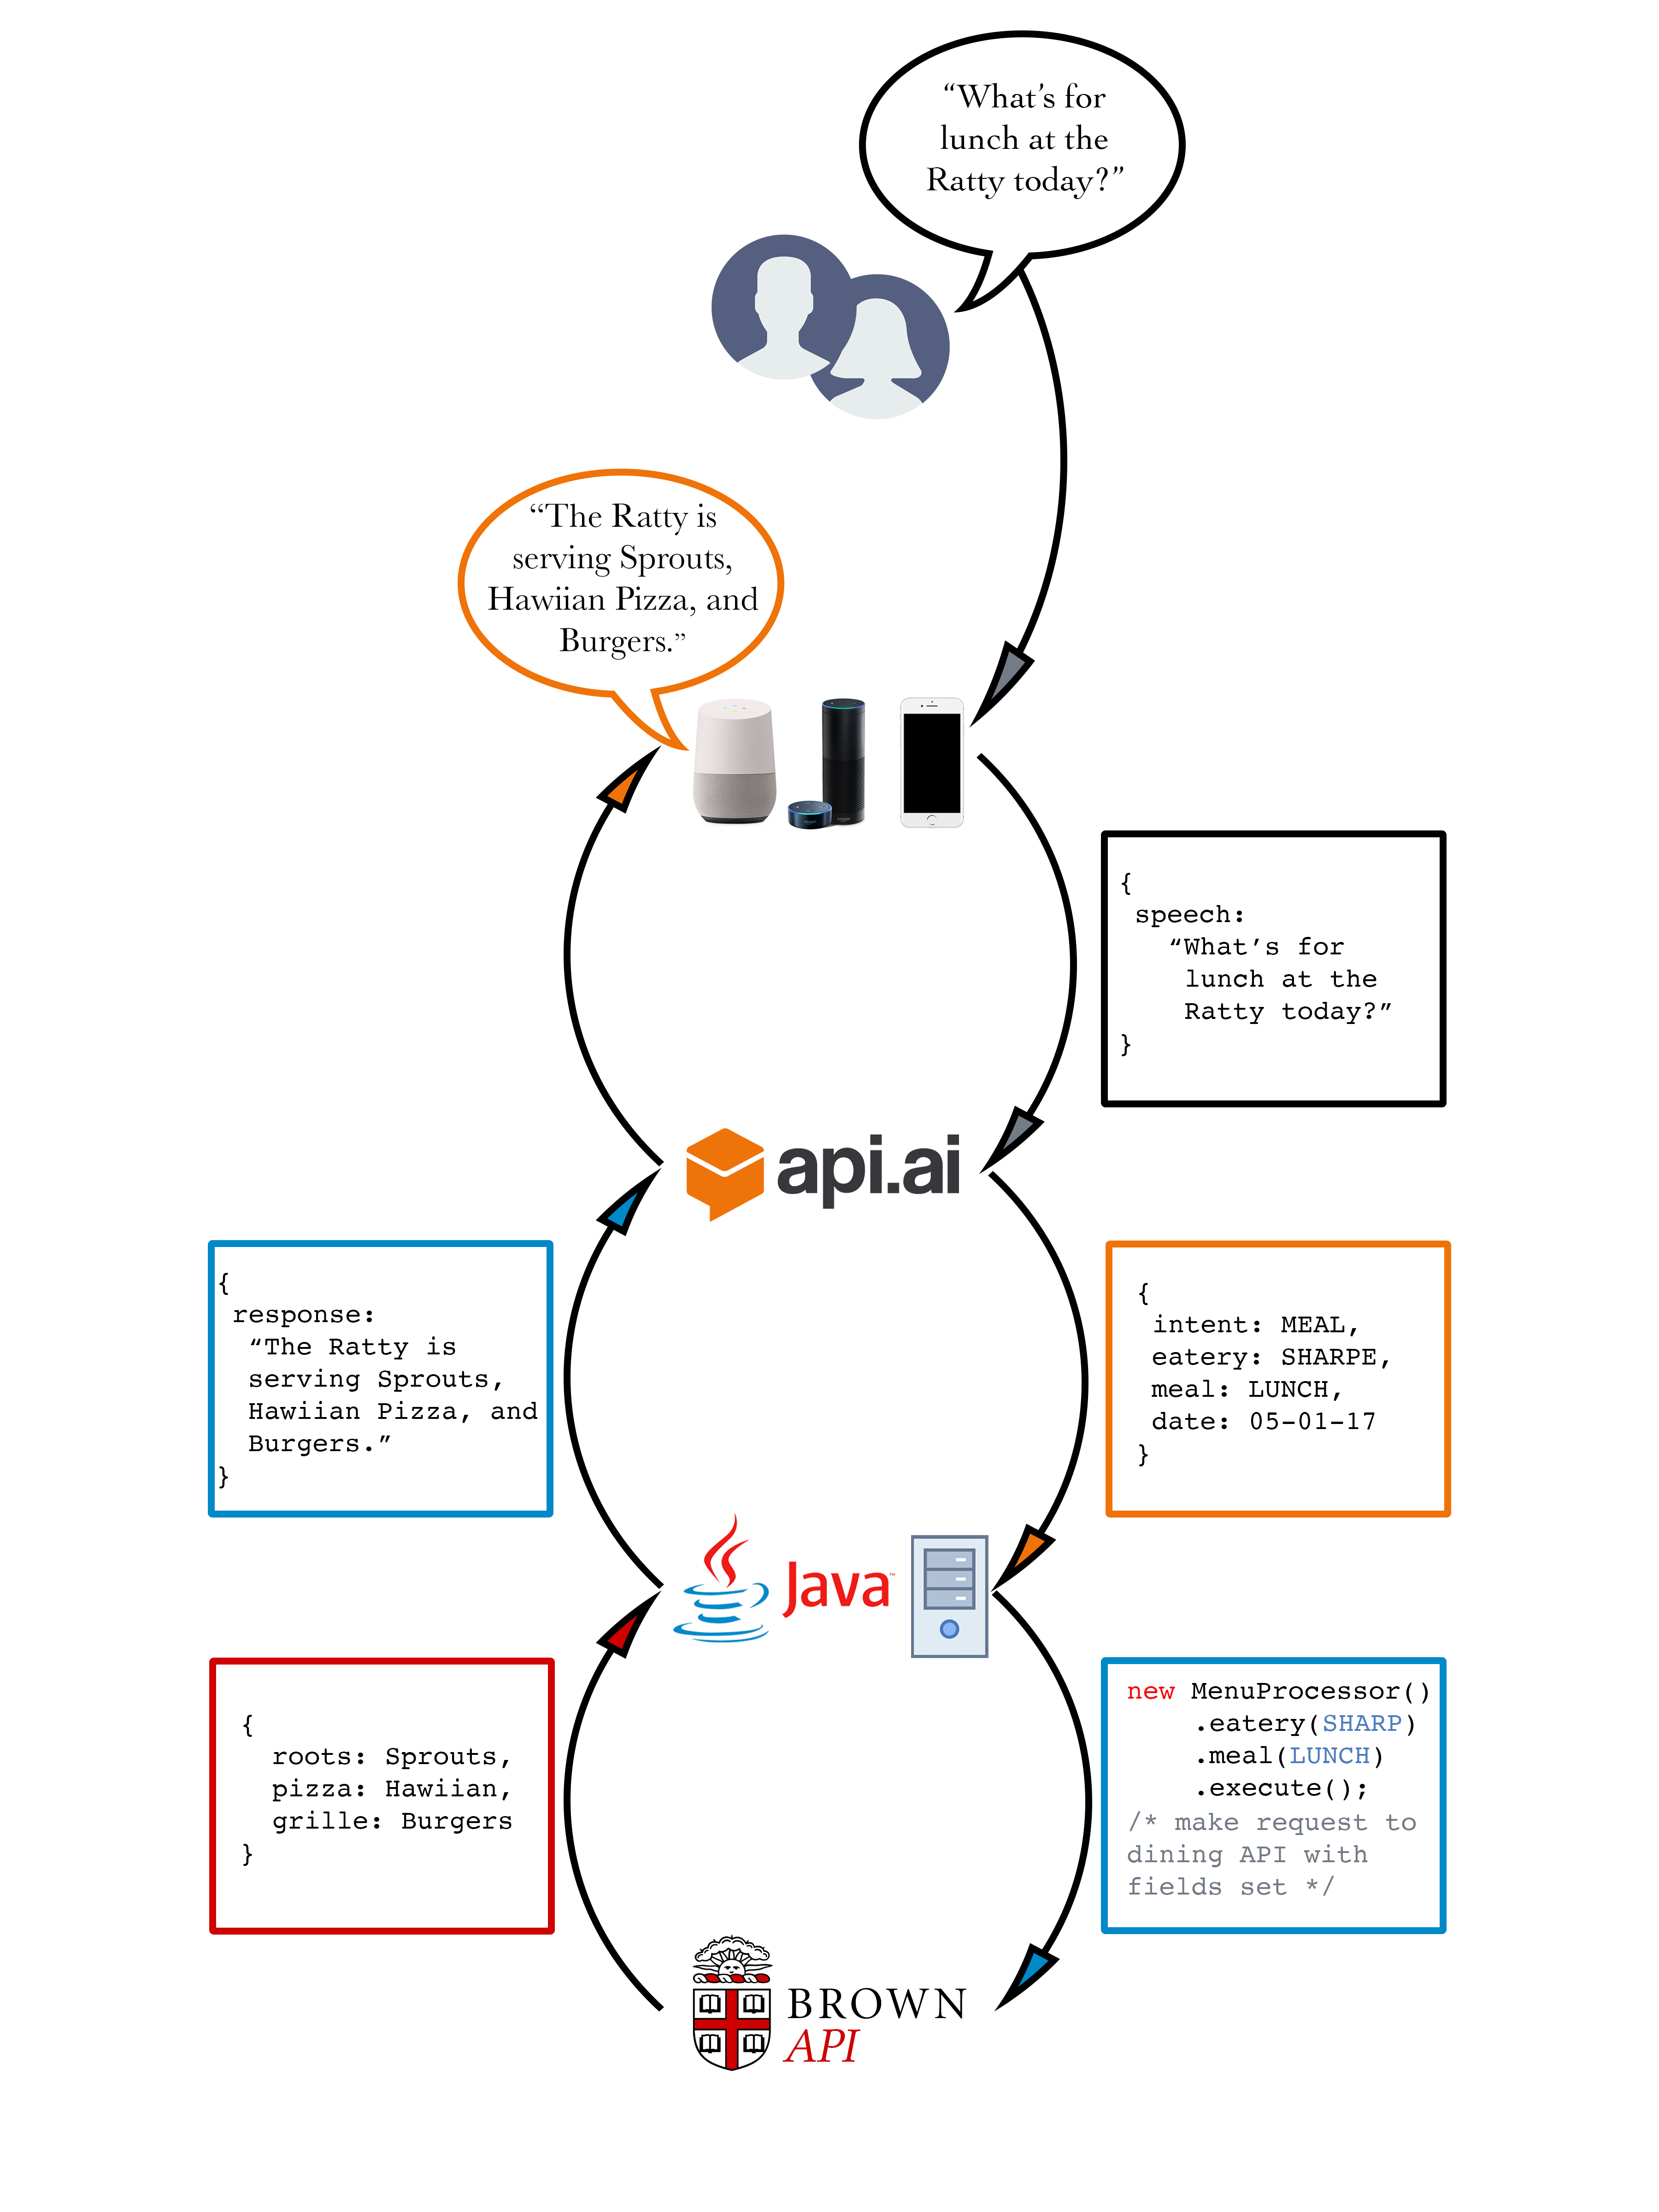 “What’s for
lunch at the
Ratty today?”
“The Ratty is
serving Sprouts,
Hawiian Pizza, and
Burgers.”
{
speech:
“What’s for
lunch at the
Ratty today?”
}
api.ai
{
response:
“The Ratty is
serving Sprouts,
Hawiian Pizza, and
Burgers.”
}
{
intent: MEAL,
eatery: SHARPE,
meal: LUNCH,
date: 05-01-17
}
Java™
{
roots: Sprouts,
pizza: Hawiian,
grille: Burgers
}
new MenuProcessor()
.eatery(SHARP)
.meal(LUNCH)
.execute();
/* make request to
dining API with
fields set */
BROWN
API